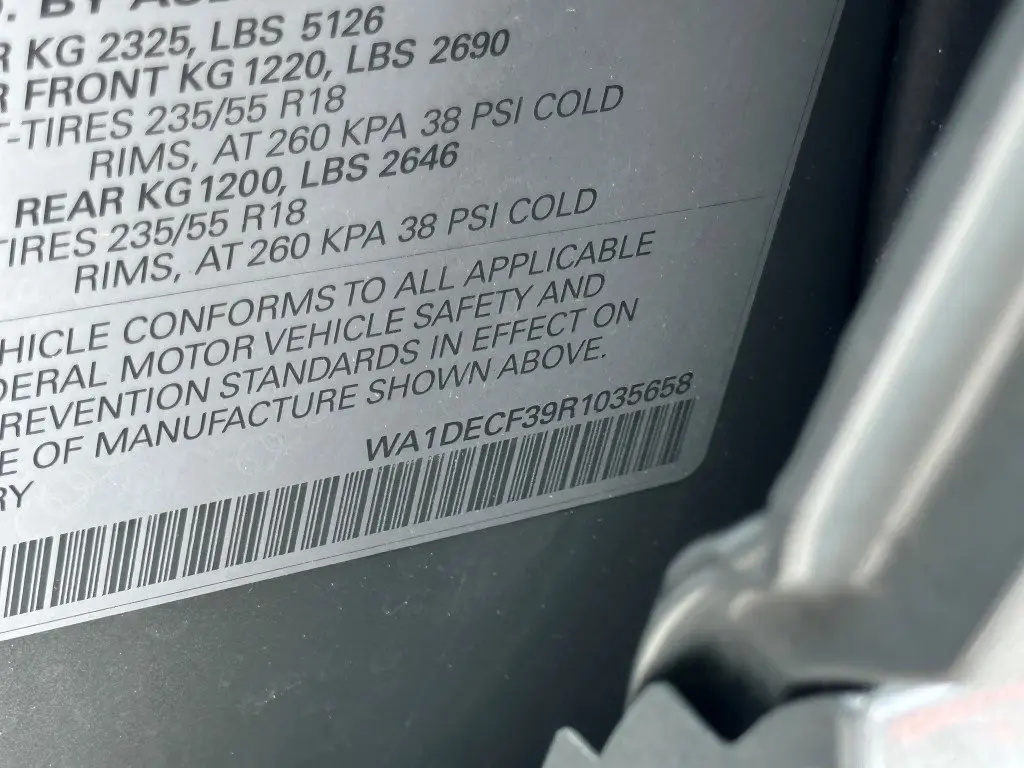 . BY AU
R KG 2325, LBS 5126
R FRONT KG 1220, LBS 2690
T-TIRES 235/55 R18
RIMS, AT 260 KPA 38 PSI COLD
REAR KG 1200, LBS 2646
TIRES 235/55 R18
RIMS, AT 260 KPA 38 PSI COLD
HICLE CONFORMS TO ALL APPLICABLE
DERAL MOTOR VEHICLE SAFETY AND
REVENTION STANDARDS IN EFFECT ON
E OF MANUFACTURE SHOWN ABOVE.
WA1DECF39R1035658
RY